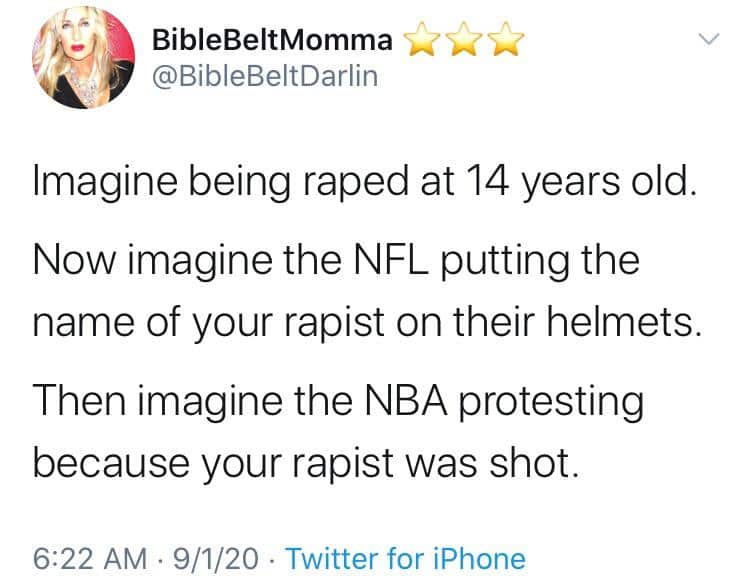 BibleBeltMomma ⭐⭐⭐
@BibleBeltDarlin
Imagine being raped at 14 years old.
Now imagine the NFL putting the
name of your rapist on their helmets.
Then imagine the NBA protesting
because your rapist was shot.
6:22 AM · 9/1/20 · Twitter for iPhone